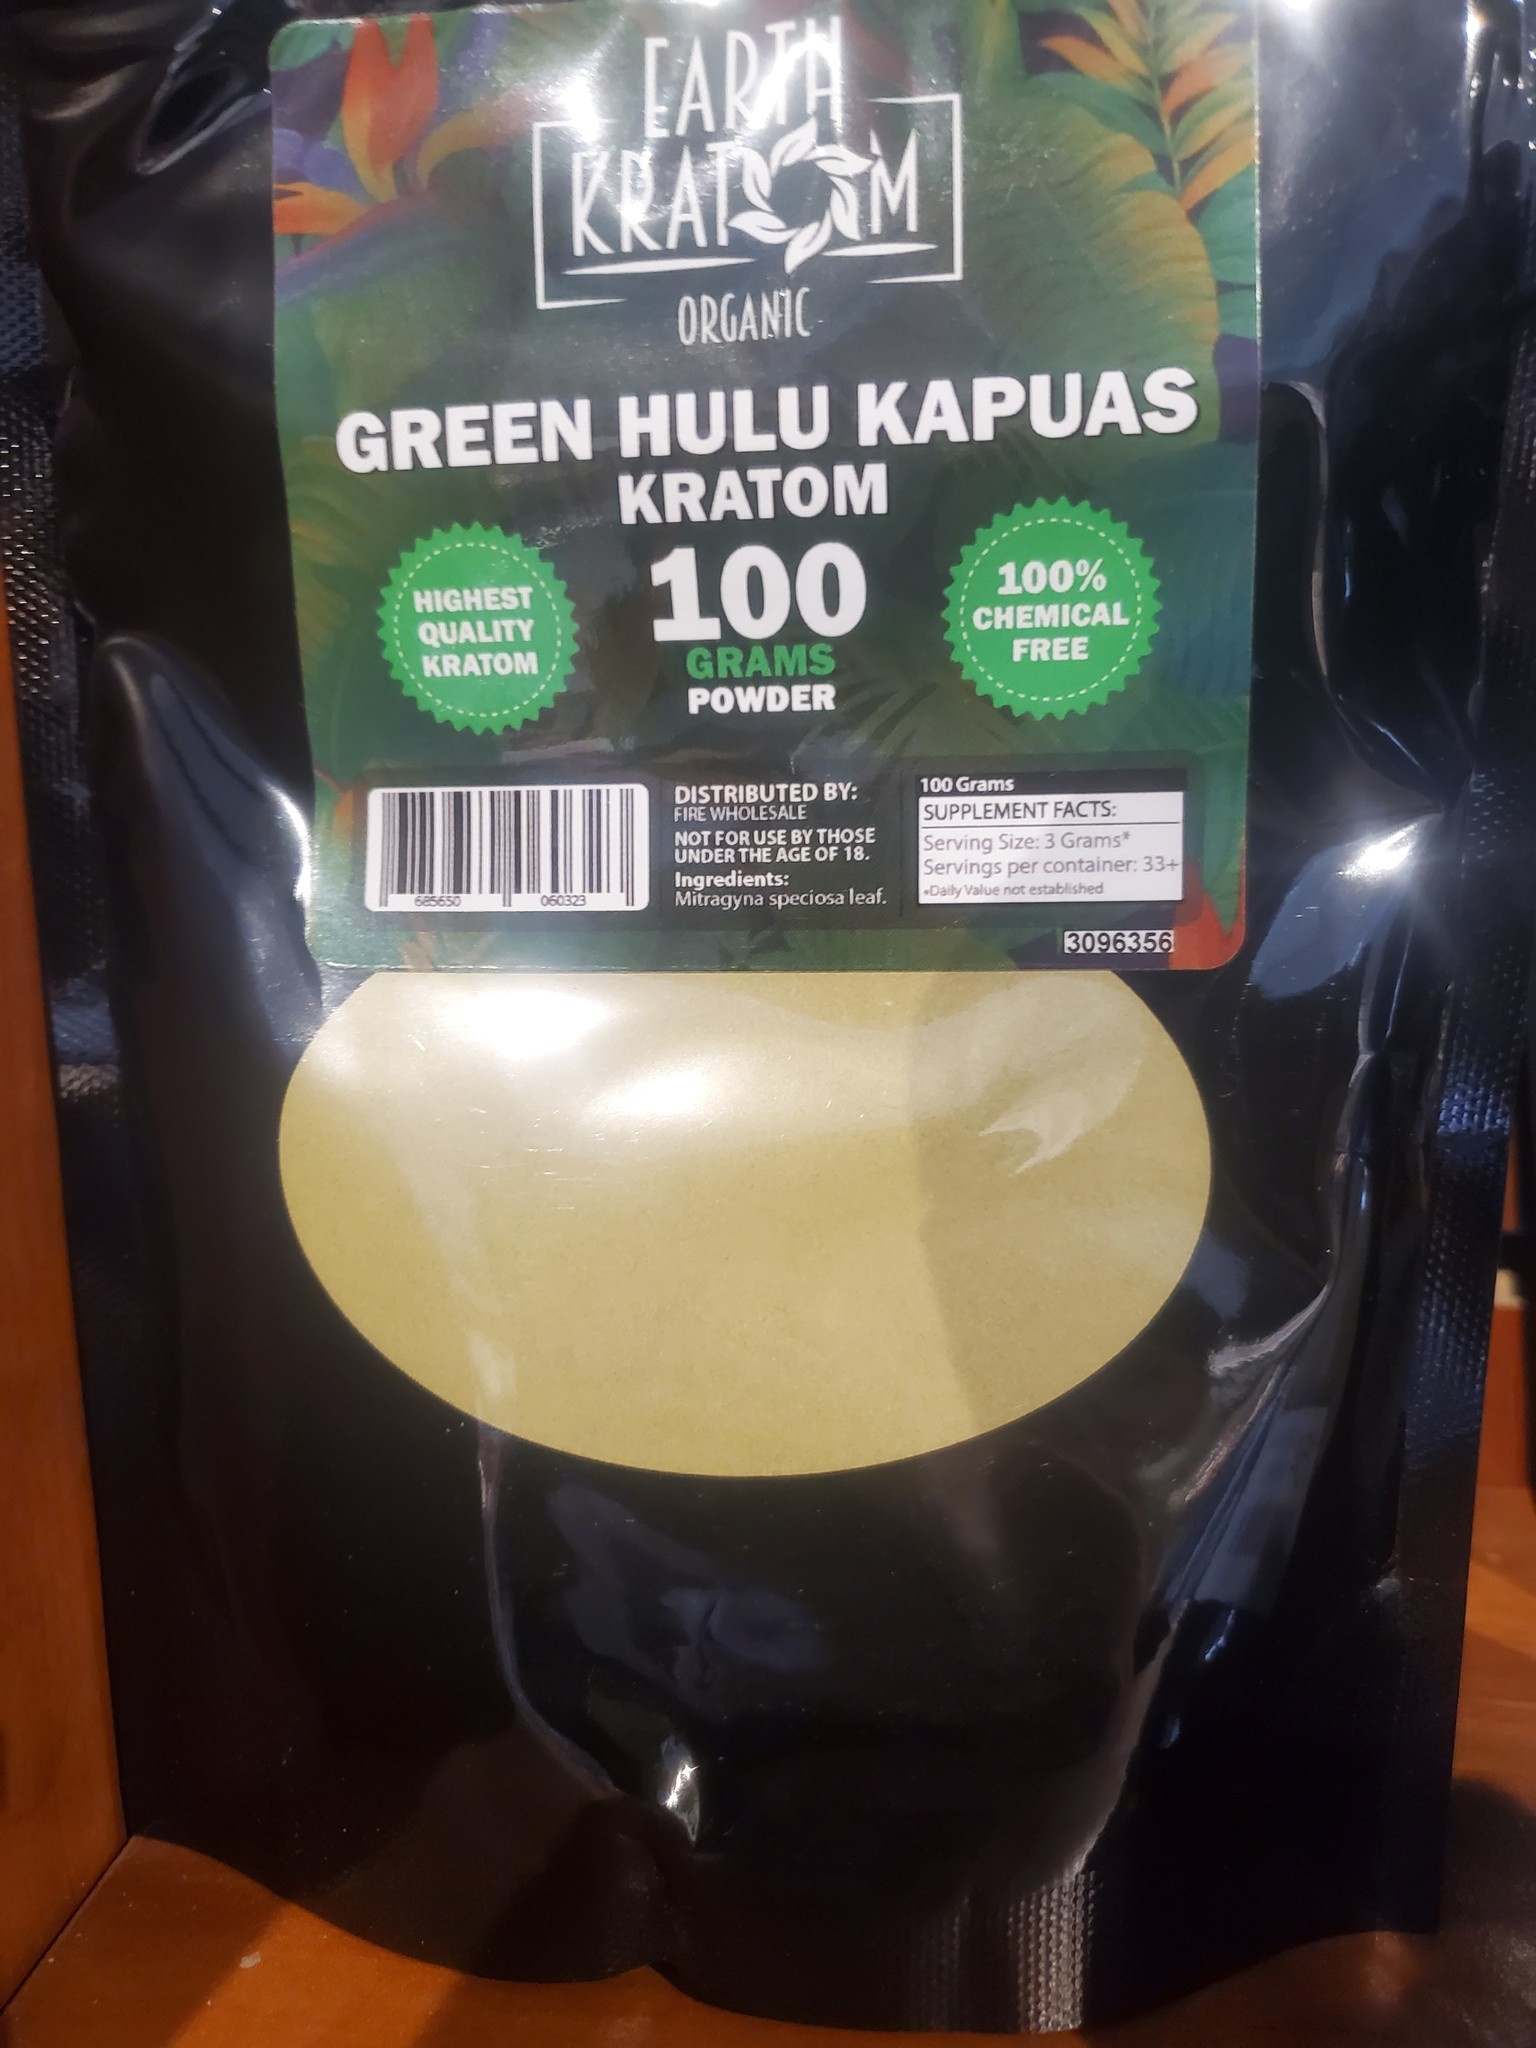 EARTH
KRATOM
ORGANIC
GREEN HULU KAPUAS
KRATOM
HIGHEST
QUALITY
KRATOM
100
GRAMS
POWDER
100%
CHEMICAL
FREE
685650 060323
DISTRIBUTED BY:
FIRE WHOLESALE
NOT FOR USE BY THOSE
UNDER THE AGE OF 18.
Ingredients:
Mitragyna speciosa leaf.
100 Grams
SUPPLEMENT FACTS:
Serving Size: 3 Grams*
Servings per container: 33+
*Daily Value not established
3096356